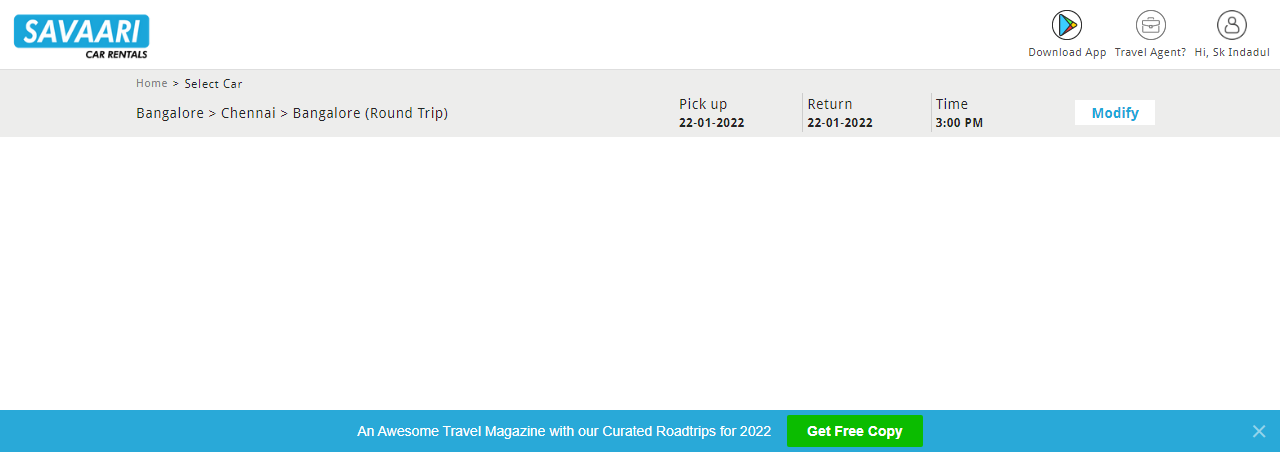 SAVAARI
CAR RENTALS
Download App
Travel Agent?
Hi, Sk Indadul
Home > Select Car
Bangalore > Chennai > Bangalore (Round Trip)
Pick up
22-01-2022
Return
22-01-2022
Time
3:00 PM
Modify
An Awesome Travel Magazine with our Curated Roadtrips for 2022
Get Free Copy